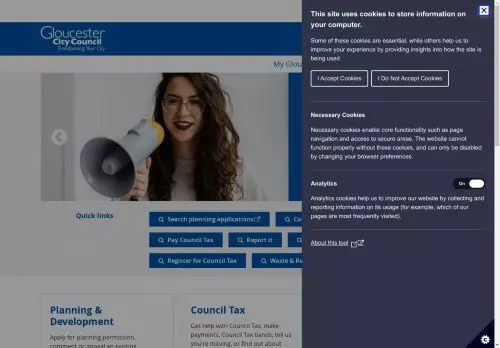 Gloucester
City Council
Transforming Your City
My Glou
Quick links
Search planning applications
Co
Pay Council Tax
Report it
Register for Council Tax
Waste & Re
Planning &
Development
Apply for planning permission,
comment or appeal an existing
Council Tax
Get help with Council Tax, make
payments, Council Tax bands, tell us
you're moving, or find out about
This site uses cookies to store information on
your computer.
Some of these cookies are essential, while others help us to
improve your experience by providing insights into how the site is
being used.
I Accept Cookies
I Do Not Accept Cookies
Necessary Cookies
Necessary cookies enable core functionality such as page
navigation and access to secure areas. The website cannot
function properly without these cookies, and can only be disabled
by changing your browser preferences.
Analytics
On
Analytics cookies help us to improve our website by collecting and
reporting information on its usage (for example, which of our
pages are most frequently visited).
About this tool